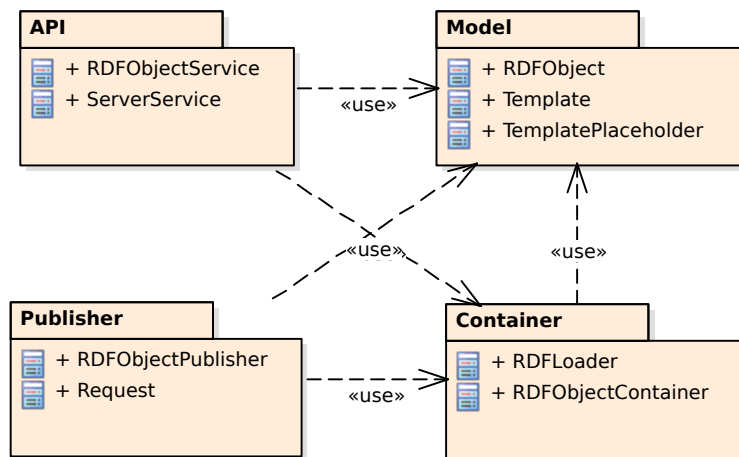 API
+ RDFObjectService
+ ServerService
«use»
Model
+ RDFObject
+ Template
+ TemplatePlaceholder
«use»
«use»
Publisher
+ RDFObjectPublisher
+ Request
«use»
Container
+ RDFLoader
+ RDFObjectContainer